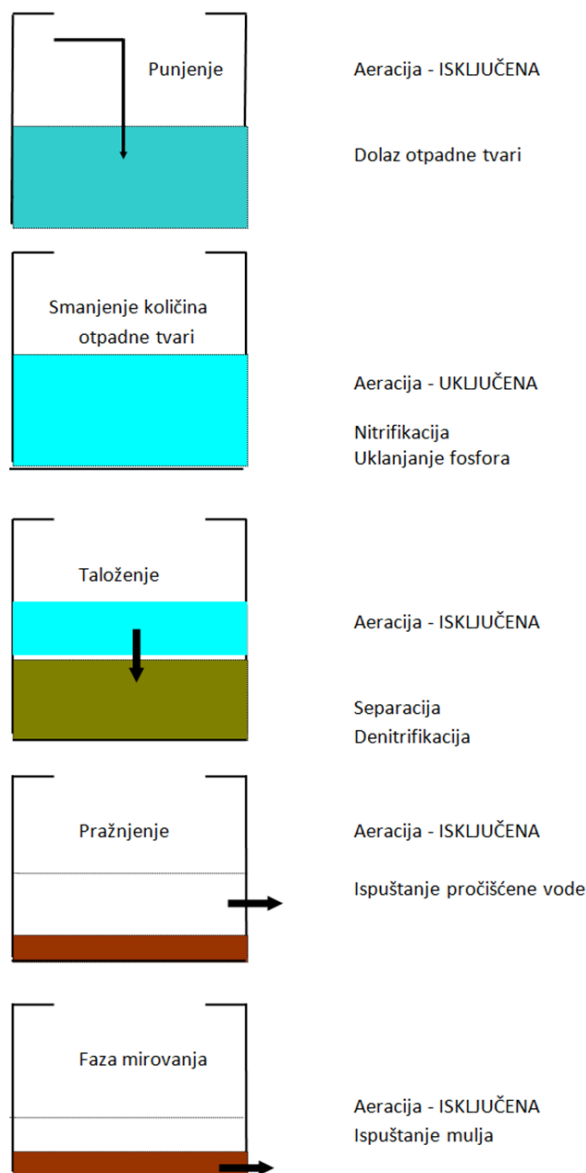 Punjenje
Aeracija - ISKLJUČENA
Dolaz otpadne tvari
Smanjenje količina
otpadne tvari
Aeracija - UKLJUČENA
Nitrifikacija
Uklanjanje fosfora
Taloženje
Aeracija - ISKLJUČENA
Separacija
Denitrifikacija
Pražnjenje
Aeracija - ISKLJUČENA
Ispuštanje pročišćene vode
Faza mirovanja
Aeracija - ISKLJUČENA
Ispuštanje mulja